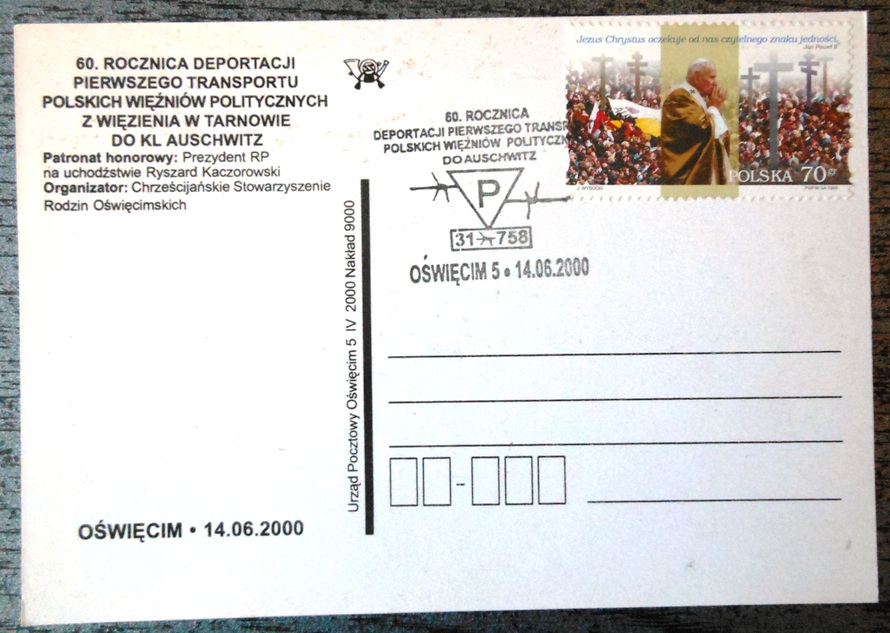 60. ROCZNICA DEPORTACJI
PIERWSZEGO TRANSPORTU
POLSKICH WIĘŹNIÓW POLITYCZNYCH
Z WIĘZIENIA W TARNOWIE
DO KL AUSCHWITZ
Patronat honorowy: Prezydent RP
na uchodźstwie Ryszard Kaczorowski
Organizator: Chrześcijańskie Stowarzyszenie
Rodzin Oświęcimskich
OŚWIĘCIM • 14.06.2000
Urząd Pocztowy Oświęcim 5 IV 2000 Nakład 9000
60. ROCZNICA
DEPORTACJI PIERWSZEGO TRANSP
POLSKICH WIĘŹNIÓW POLITYCZN
DO AUSCHWITZ
P
31 758
OŚWIĘCIM 5 • 14.06.2000
Jezus Chrystus oczekuje od nas czytelnego znaku jedności.
Jan Paweł II
POLSKA 70 gr
J. WYSOCKI